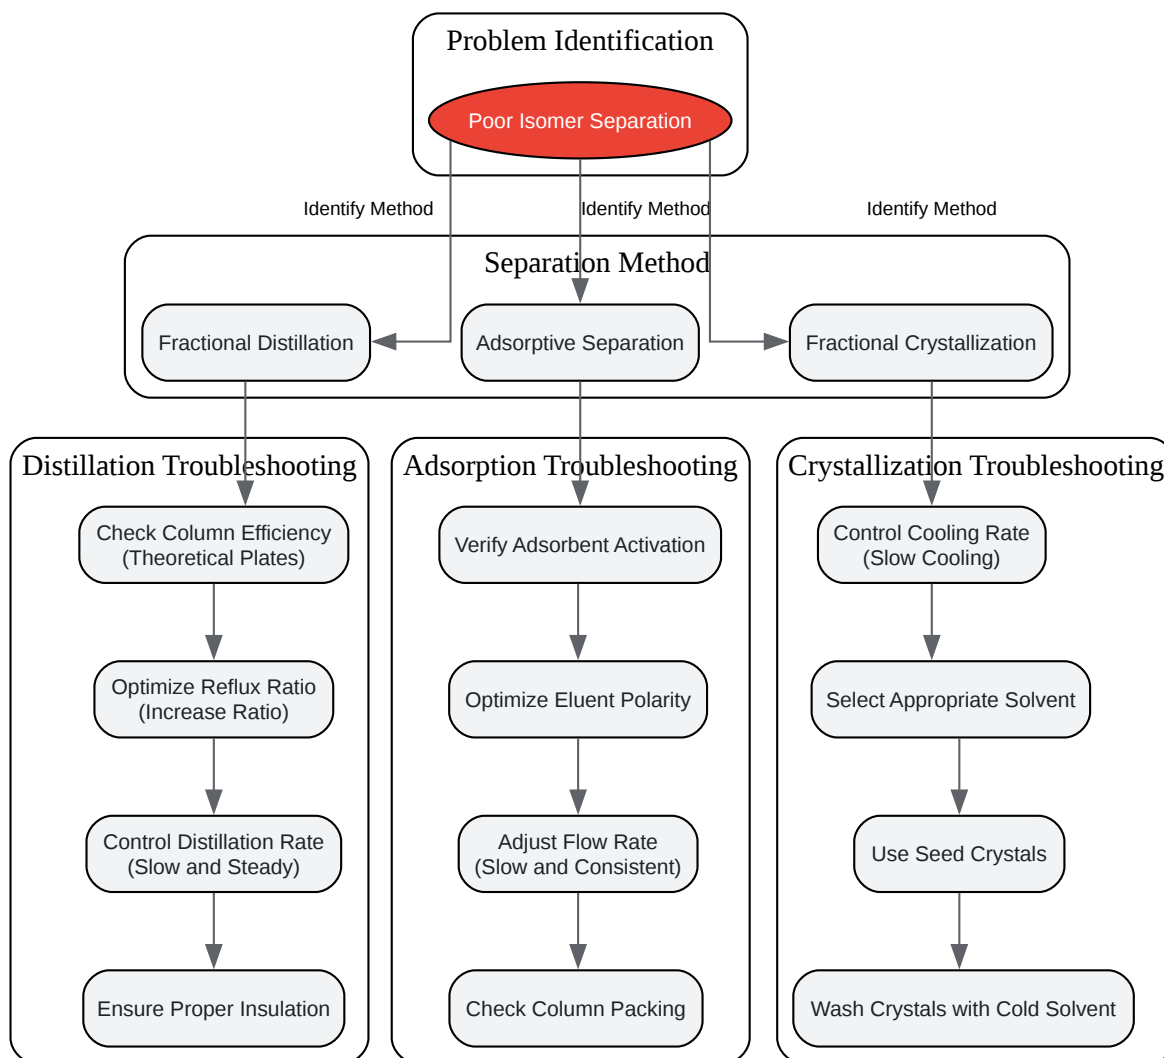 Problem Identification
Poor Isomer Separation
Identify Method
Identify Method
Identify Method
Separation Method
Fractional Distillation
Adsorptive Separation
Fractional Crystallization
Distillation Troubleshooting
Check Column Efficiency
(Theoretical Plates)
Optimize Reflux Ratio
(Increase Ratio)
Control Distillation Rate
(Slow and Steady)
Ensure Proper Insulation
Adsorption Troubleshooting
Verify Adsorbent Activation
Optimize Eluent Polarity
Adjust Flow Rate
(Slow and Consistent)
Check Column Packing
Crystallization Troubleshooting
Control Cooling Rate
(Slow Cooling)
Select Appropriate Solvent
Use Seed Crystals
Wash Crystals with Cold Solvent